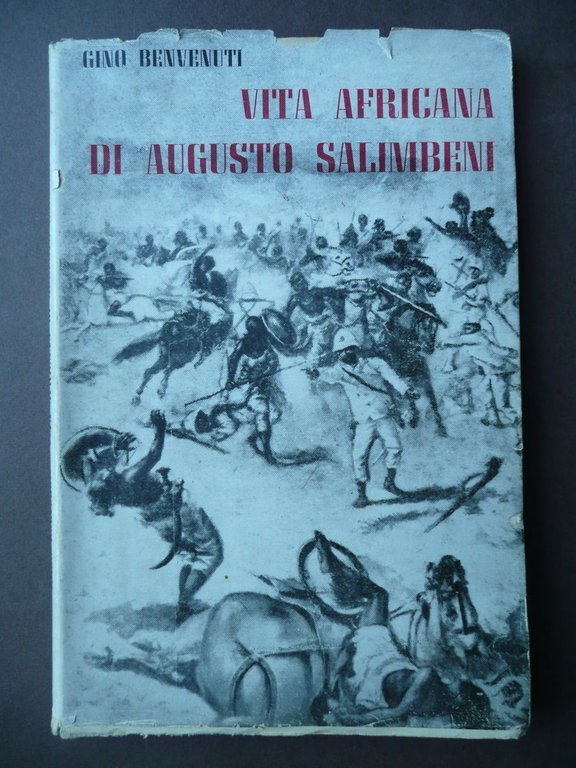 GINO BENVENUTI
VITA AFRICANA
DI AUGUSTO SALIMBENI